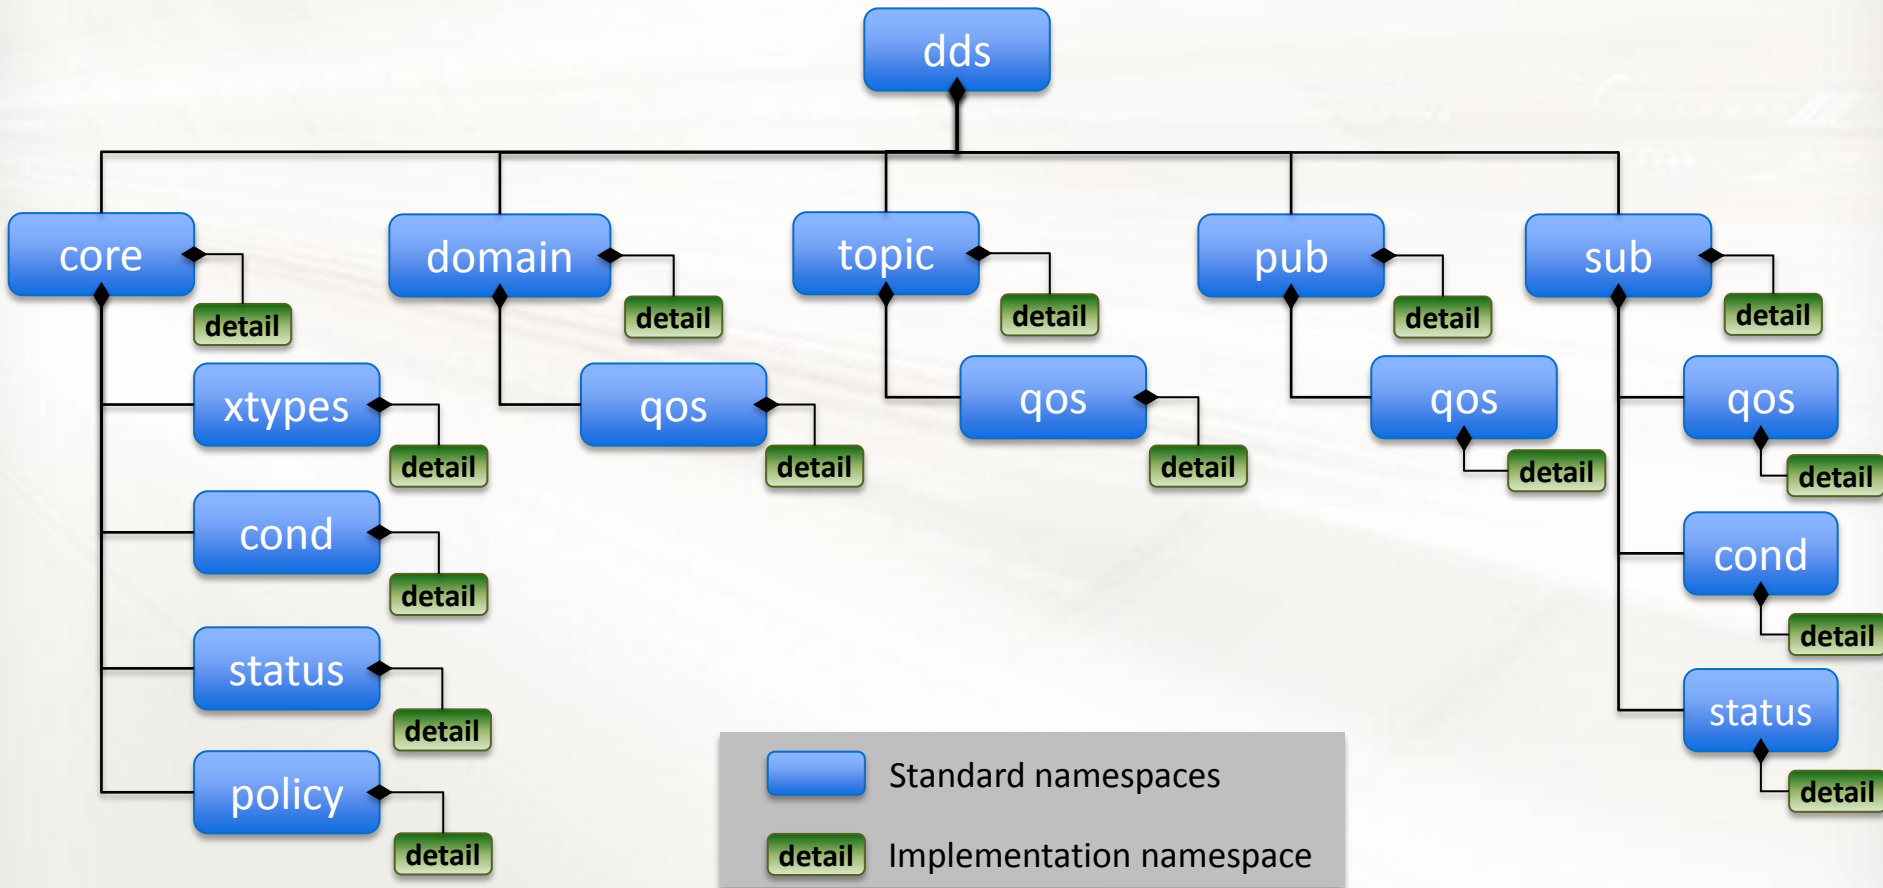 dds
core
domain
topic
pub
sub
detail
detail
detail
detail
detail
xtypes
qos
qos
qos
qos
detail
detail
detail
detail
detail
cond
cond
detail
detail
status
status
detail
detail
policy
detail
Standard namespaces
detail Implementation namespace